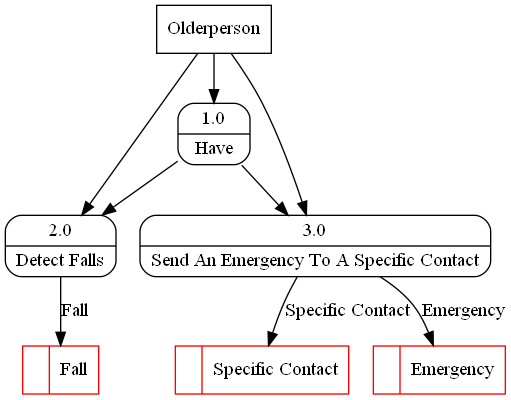 Olderperson
1.0
Have
2.0
Detect Falls
3.0
Send An Emergency To A Specific Contact
Fall
Specific Contact
Emergency
Fall
Specific Contact
Emergency